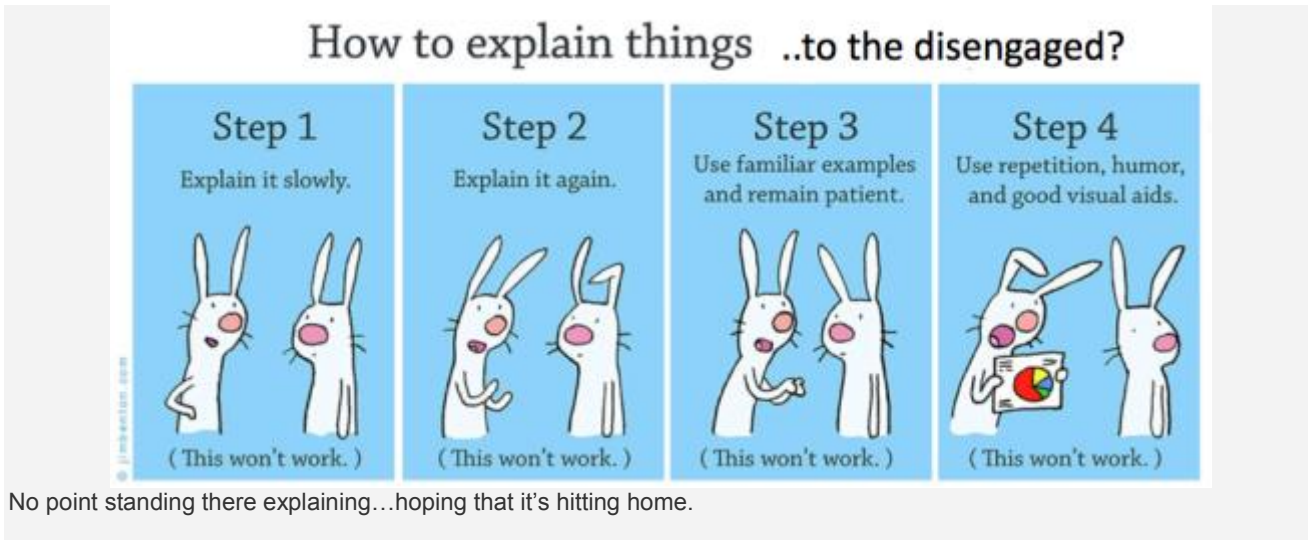 How to explain things ..to the disengaged?
Step 1
Explain it slowly.
( This won't work. )
Step 2
Explain it again.
( This won't work. )
Step 3
Use familiar examples
and remain patient.
( This won't work. )
Step 4
Use repetition, humor,
and good visual aids.
( This won't work. )
© jimbenton.com
No point standing there explaining…hoping that it’s hitting home.